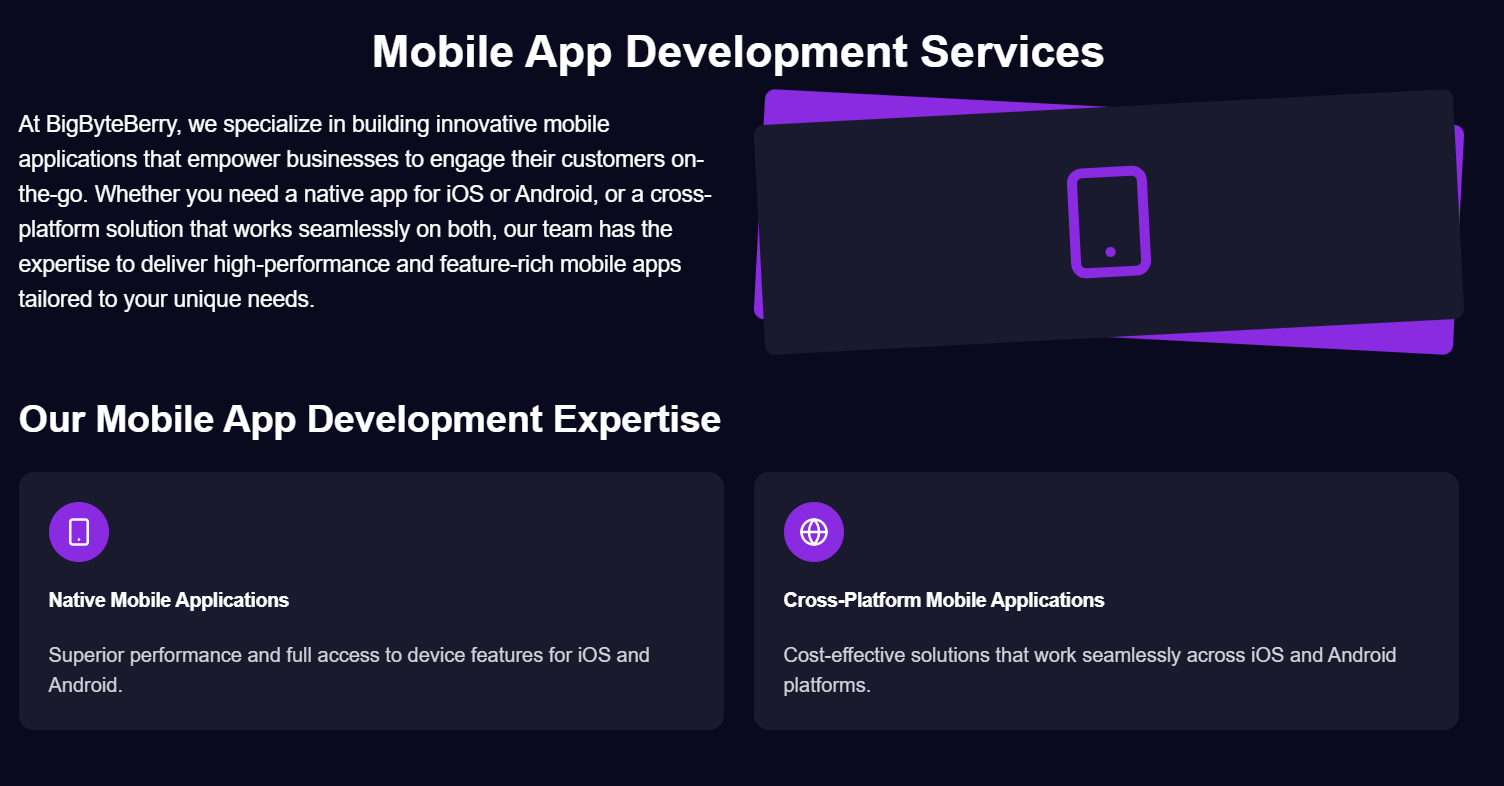 Mobile App Development Services
At BigByteBerry, we specialize in building innovative mobile
applications that empower businesses to engage their customers on-
the-go. Whether you need a native app for iOS or Android, or a cross-
platform solution that works seamlessly on both, our team has the
expertise to deliver high-performance and feature-rich mobile apps
tailored to your unique needs.
Our Mobile App Development Expertise
Native Mobile Applications
Superior performance and full access to device features for iOS and
Android.
Cross-Platform Mobile Applications
Cost-effective solutions that work seamlessly across iOS and Android
platforms.